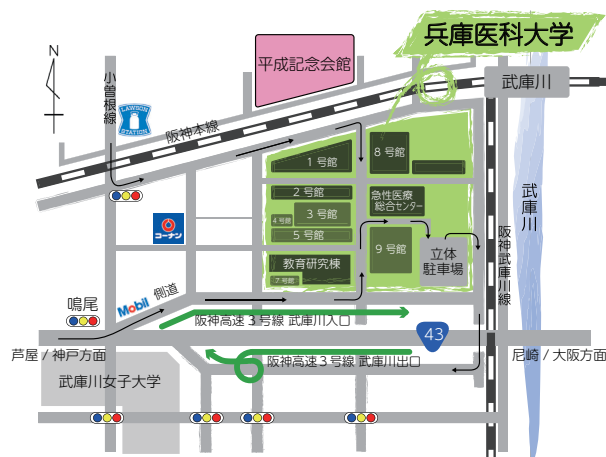 兵庫医科大学
N
平成記念会館
武庫川
小曽根線
LAWSON
STATION
阪神本線
1号館
8号館
2号館
急性医療
総合センター
3号館
4号館
5号館
コーナン
武庫川
9号館
立体
駐車場
阪神武庫川線
教育研究棟
7号館
側道
Mobil
鳴尾
阪神高速3号線 武庫川入口
43
芦屋/神戸方面
阪神高速3号線 武庫川出口
尼崎/大阪方面
武庫川女子大学